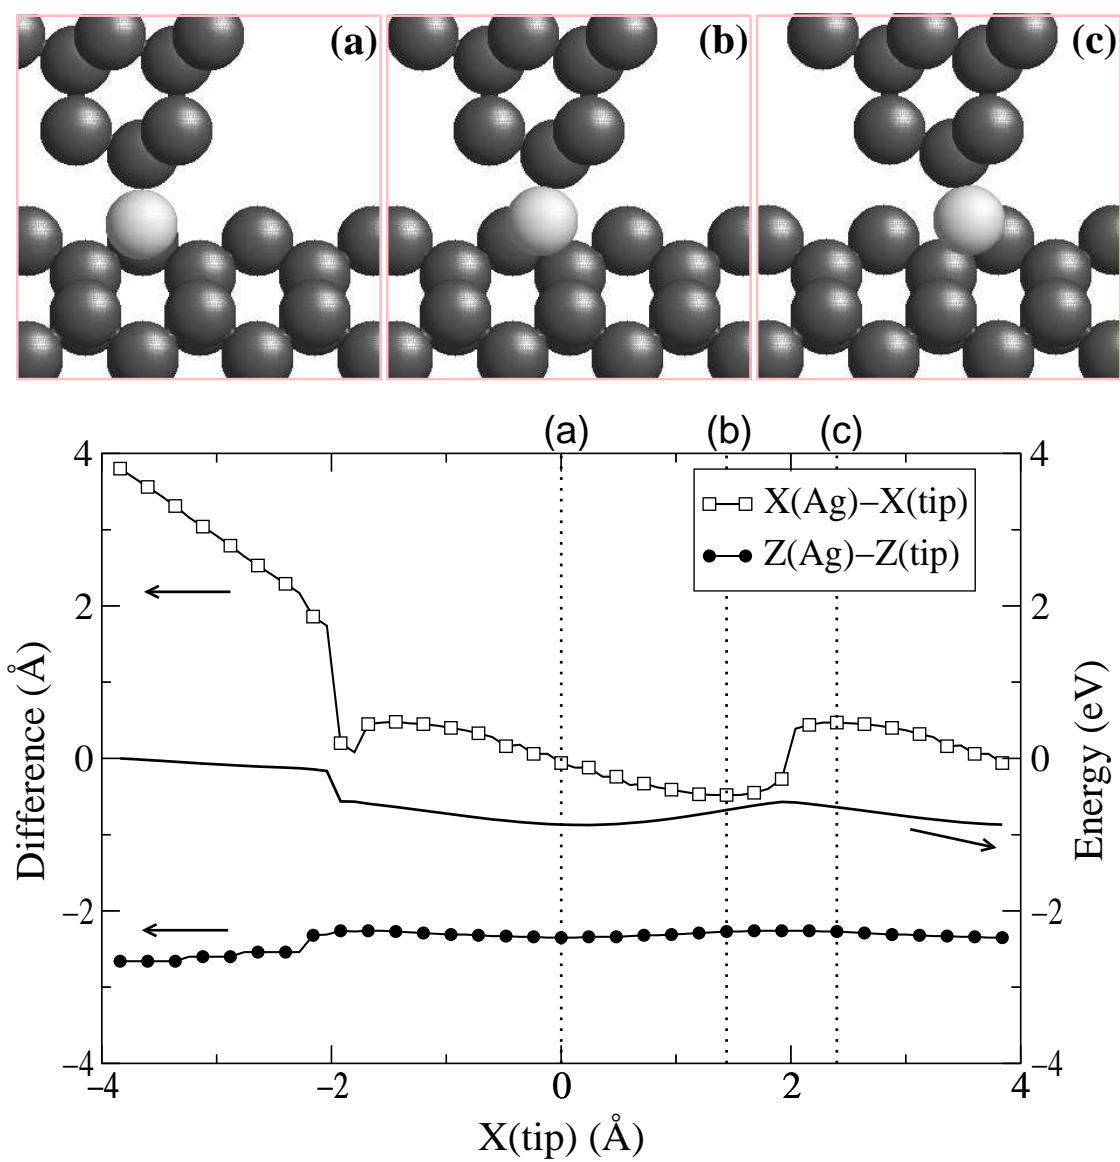 (a) (b) (c)
(a) (b) (c)
4 4
X(Ag)−X(tip)
Z(Ag)−Z(tip)
2 2
0 0
−2 −2
−4 −4
Difference (Å)
Energy (eV)
−4 −2 0 2 4
X(tip) (Å)